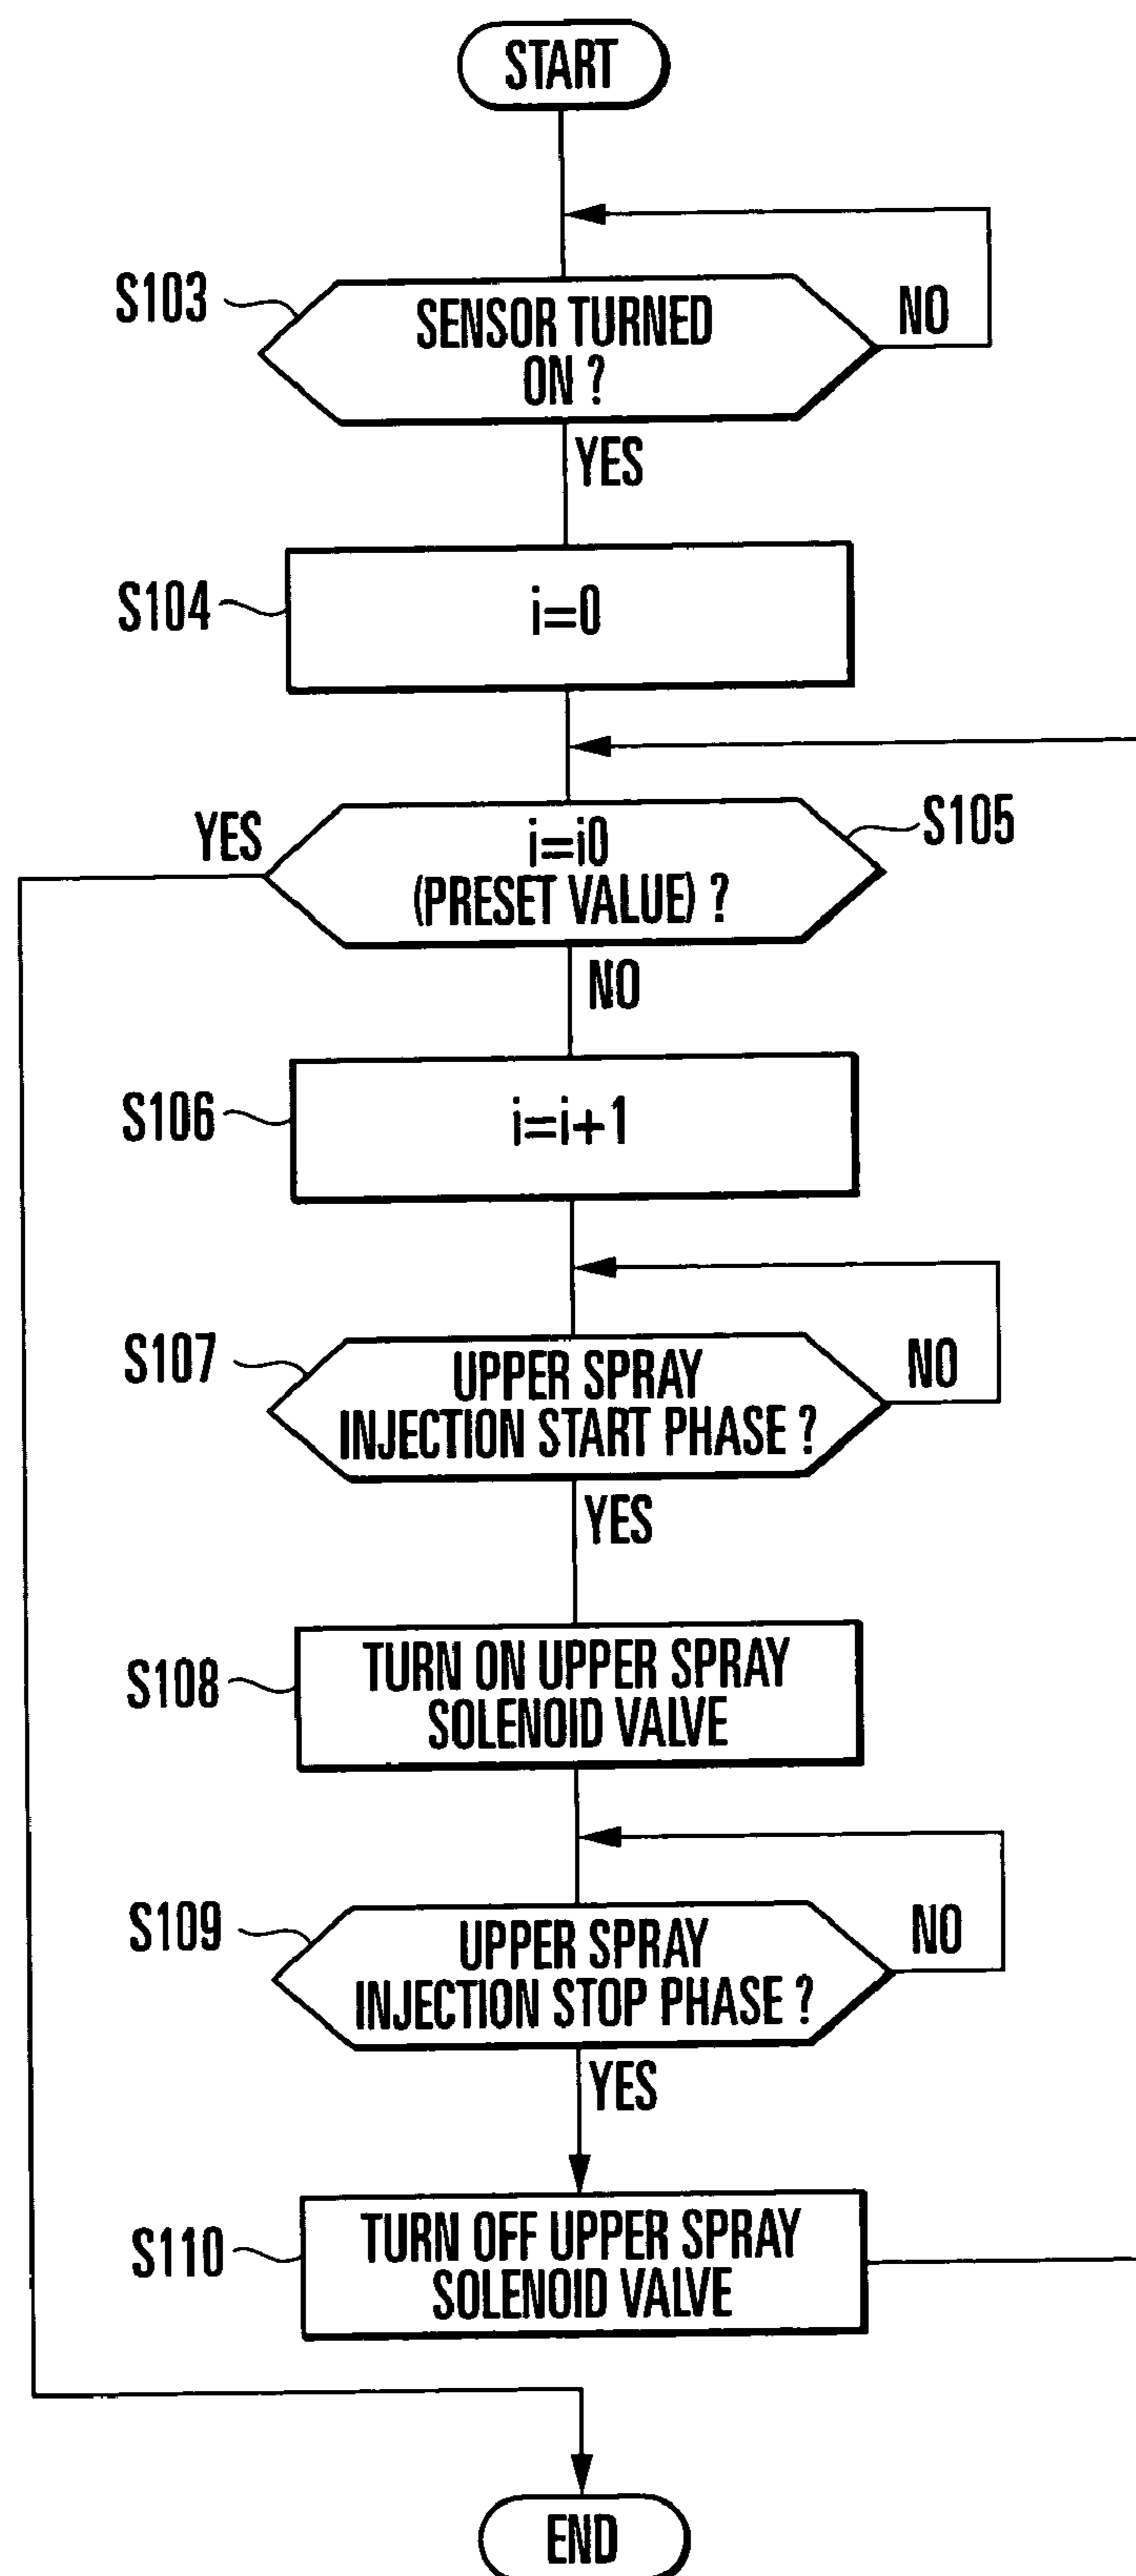 START
S103
SENSOR TURNED
ON ?
NO
YES
S104
i=0
YES
i=i0
(PRESET VALUE) ?
S105
NO
S106
i=i+1
S107
UPPER SPRAY
INJECTION START PHASE ?
NO
YES
S108
TURN ON UPPER SPRAY
SOLENOID VALVE
S109
UPPER SPRAY
INJECTION STOP PHASE ?
NO
YES
S110
TURN OFF UPPER SPRAY
SOLENOID VALVE
END